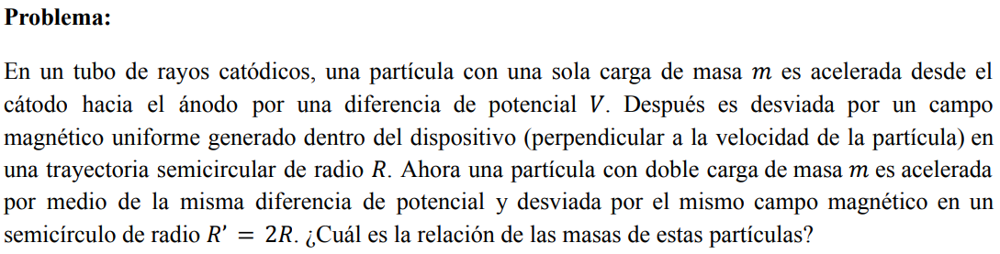 Problema:
En un tubo de rayos catódicos, una partícula con una sola carga de masa m es acelerada desde el
cátodo hacia el ánodo por una diferencia de potencial V. Después es desviada por un campo
magnético uniforme generado dentro del dispositivo (perpendicular a la velocidad de la partícula) en
una trayectoria semicircular de radio R. Ahora una partícula con doble carga de masa m es acelerada
por medio de la misma diferencia de potencial y desviada por el mismo campo magnético en un
semicírculo de radio R’ = 2R. ¿Cuál es la relación de las masas de estas partículas?